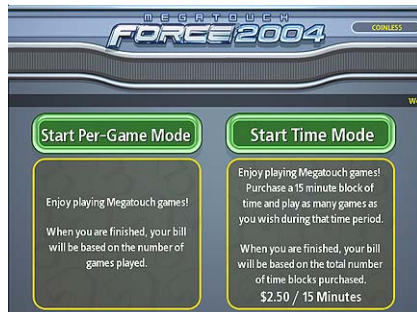 MEGATOUCH
FORCE 2004
COINLESS
Start Per-Game Mode
Enjoy playing Megatouch games!
When you are finished, your bill
will be based on the number of
games played.
Start Time Mode
Enjoy playing Megatouch games!
Purchase a 15 minute block of
time and play as many games as
you wish during that time period.
When you are finished, your bill
will be based on the total number
of time blocks purchased.
$2.50 / 15 Minutes